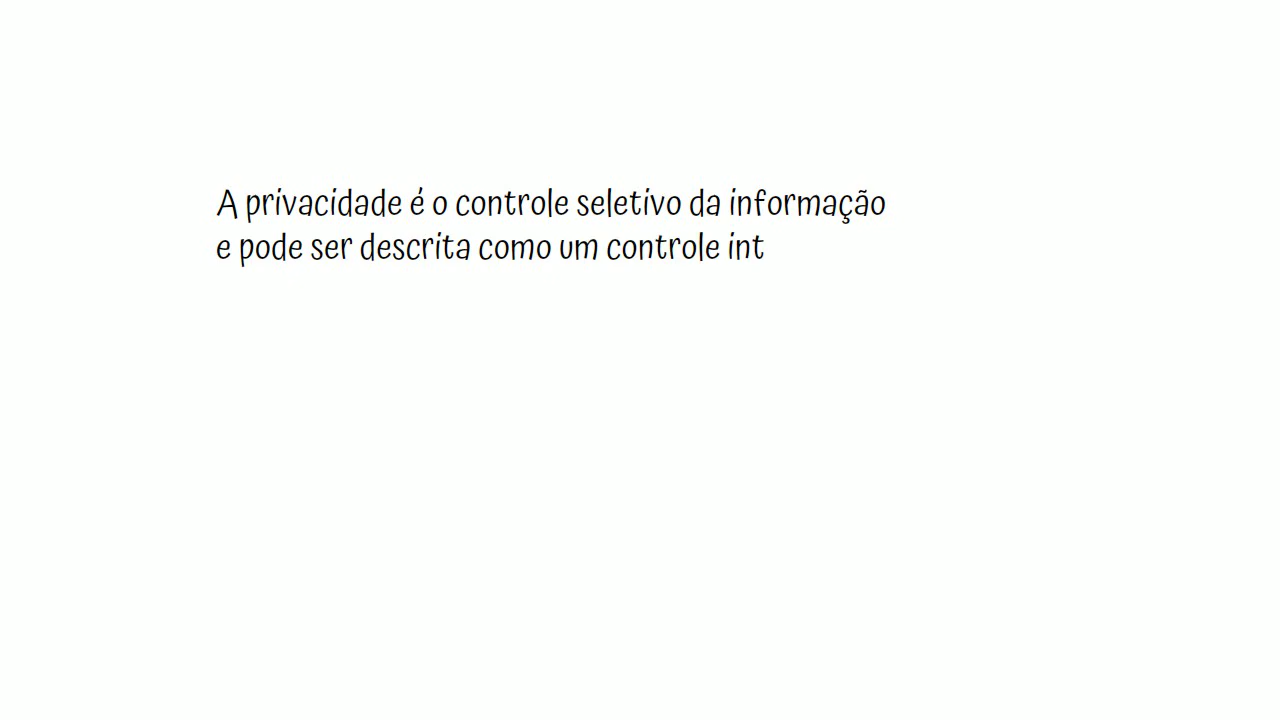 A privacidade é o controle seletivo da informação
e pode ser descrita como um controle int